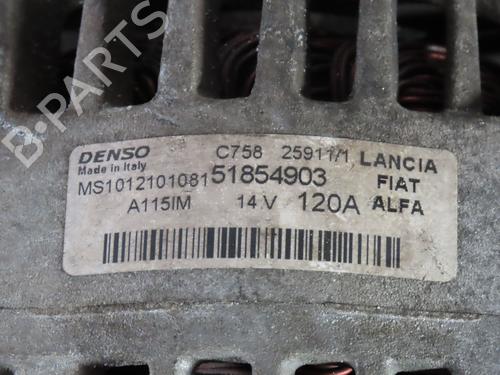 B-PARTS
DENSO C758 25911/1 LANCIA
Made in Italy
MS1012101081 51854903 FIAT
A115IM 14 V 120A ALFA